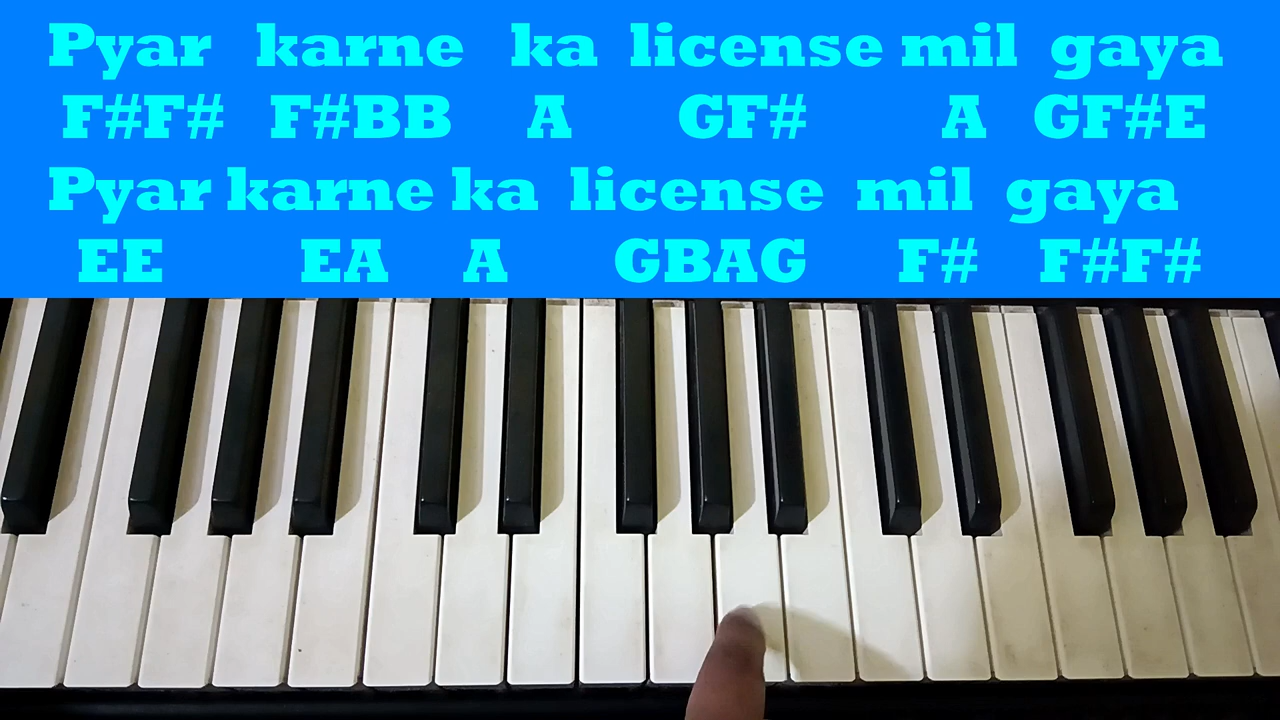 Pyar karne ka license mil gaya
F#F# F#BB A GF# A GF#E
Pyar karne ka license mil gaya
EE EA A GBAG F# F#F#